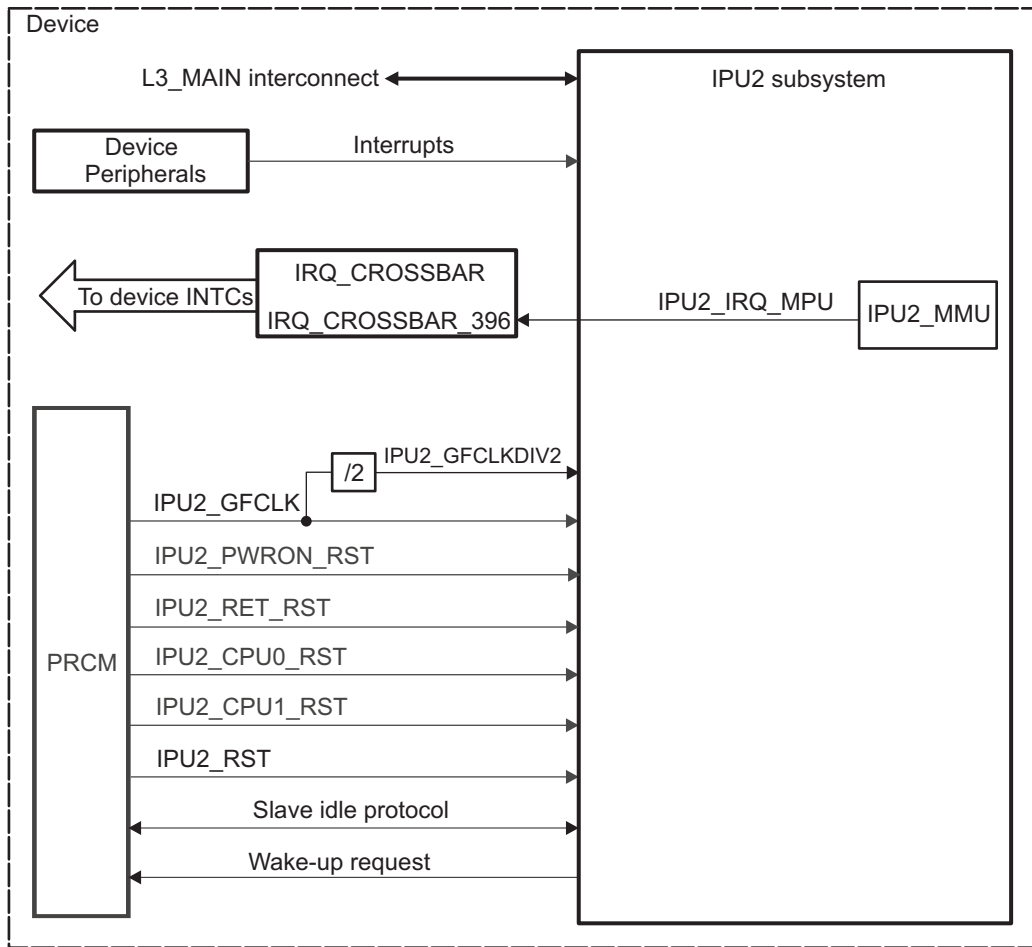 Device
L3_MAIN interconnect
IPU2 subsystem
Device
Peripherals
Interrupts
IRQ_CROSSBAR
To device INTCs
IRQ_CROSSBAR_396
IPU2_IRQ_MPU
IPU2_MMU
/2
IPU2_GFCLKDIV2
IPU2_GFCLK
IPU2_PWRON_RST
IPU2_RET_RST
PRCM
IPU2_CPU0_RST
IPU2_CPU1_RST
IPU2_RST
Slave idle protocol
Wake-up request